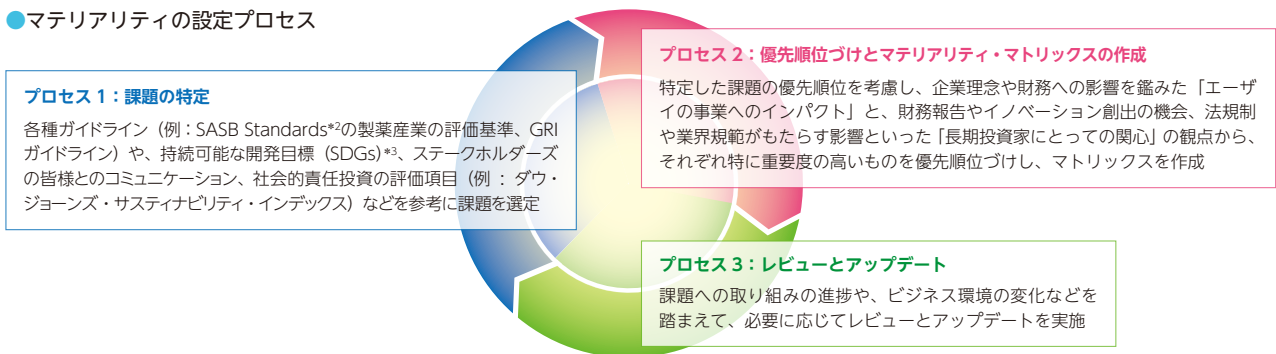 ●マテリアリティの設定プロセス
プロセス 1：課題の特定
各種ガイドライン（例：SASB Standards*2の製薬産業の評価基準、GRI
ガイドライン）や、持続可能な開発目標（SDGs）*3、ステークホルダーズ
の皆様とのコミュニケーション、社会的責任投資の評価項目（例 : ダウ・
ジョーンズ・サスティナビリティ・インデックス）などを参考に課題を選定
プロセス 2：優先順位づけとマテリアリティ・マトリックスの作成
特定した課題の優先順位を考慮し、企業理念や財務への影響を鑑みた「エーザ
イの事業へのインパクト」と、財務報告やイノベーション創出の機会、法規制
や業界規範がもたらす影響といった「長期投資家にとっての関心」の観点から、
それぞれ特に重要度の高いものを優先順位づけし、マトリックスを作成
プロセス 3：レビューとアップデート
課題への取り組みの進捗や、ビジネス環境の変化などを
踏まえて、必要に応じてレビューとアップデートを実施